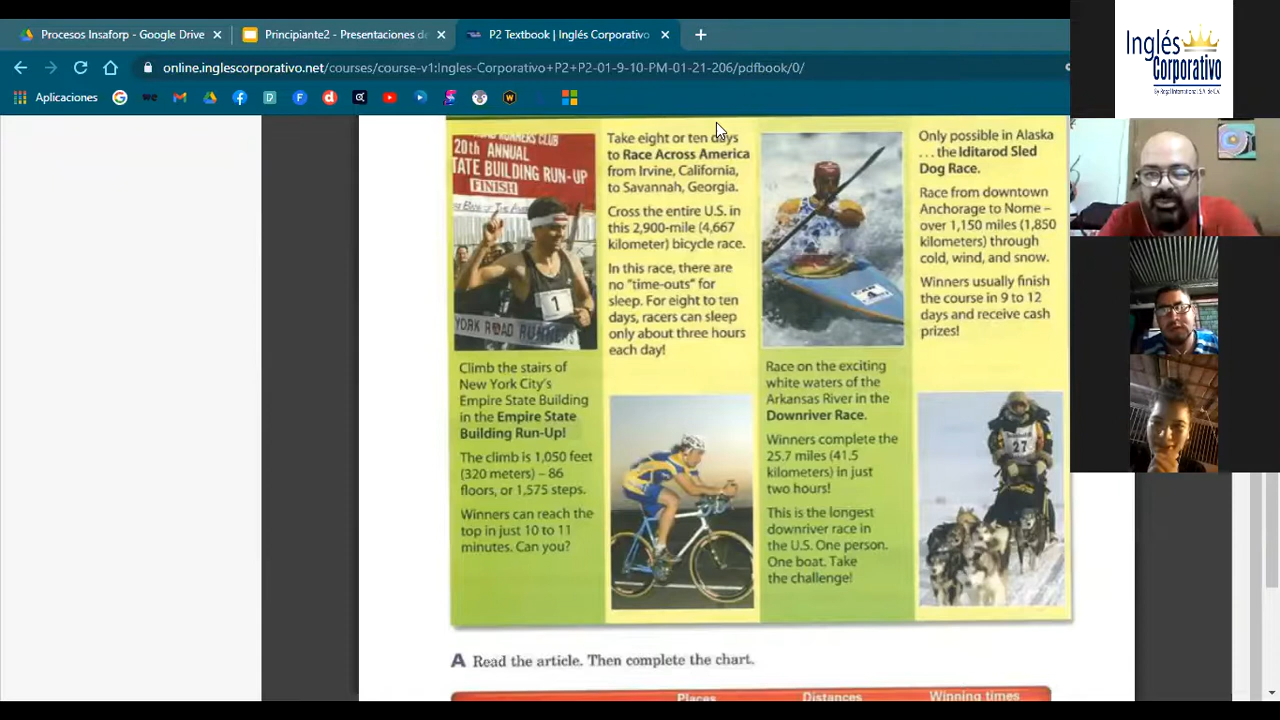 Procesos Insaforp - Google Drive
Principiante2 - Presentaciones de
P2 Textbook | Inglés Corporativo
online.inglescorporativo.net/courses/course-v1:Ingles-Corporativo+P2+P2-01-9-10-PM-01-21-206/pdfbook/0/
Aplicaciones
Inglés
Corporativo
By Regal International, S.A. de C.V.
RUNNERS CLUB
20th ANNUAL
STATE BUILDING RUN-UP
FINISH
1
YORK ROAD RUNNERS
Climb the stairs of
New York City's
Empire State Building
in the Empire State
Building Run-Up!
The climb is 1,050 feet
(320 meters) – 86
floors, or 1,575 steps.
Winners can reach the
top in just 10 to 11
minutes. Can you?
Take eight or ten days
to Race Across America
from Irvine, California,
to Savannah, Georgia.
Cross the entire U.S. in
this 2,900-mile (4,667
kilometer) bicycle race.
In this race, there are
no "time-outs" for
sleep. For eight to ten
days, racers can sleep
only about three hours
each day!
Race on the exciting
white waters of the
Arkansas River in the
Downriver Race.
Winners complete the
25.7 miles (41.5
kilometers) in just
two hours!
This is the longest
downriver race in
the U.S. One person.
One boat. Take
the challenge!
Only possible in Alaska
. . . the Iditarod Sled
Dog Race.
Race from downtown
Anchorage to Nome –
over 1,150 miles (1,850
kilometers) through
cold, wind, and snow.
Winners usually finish
the course in 9 to 12
days and receive cash
prizes!
27
A Read the article. Then complete the chart.
Places Distances Winning times